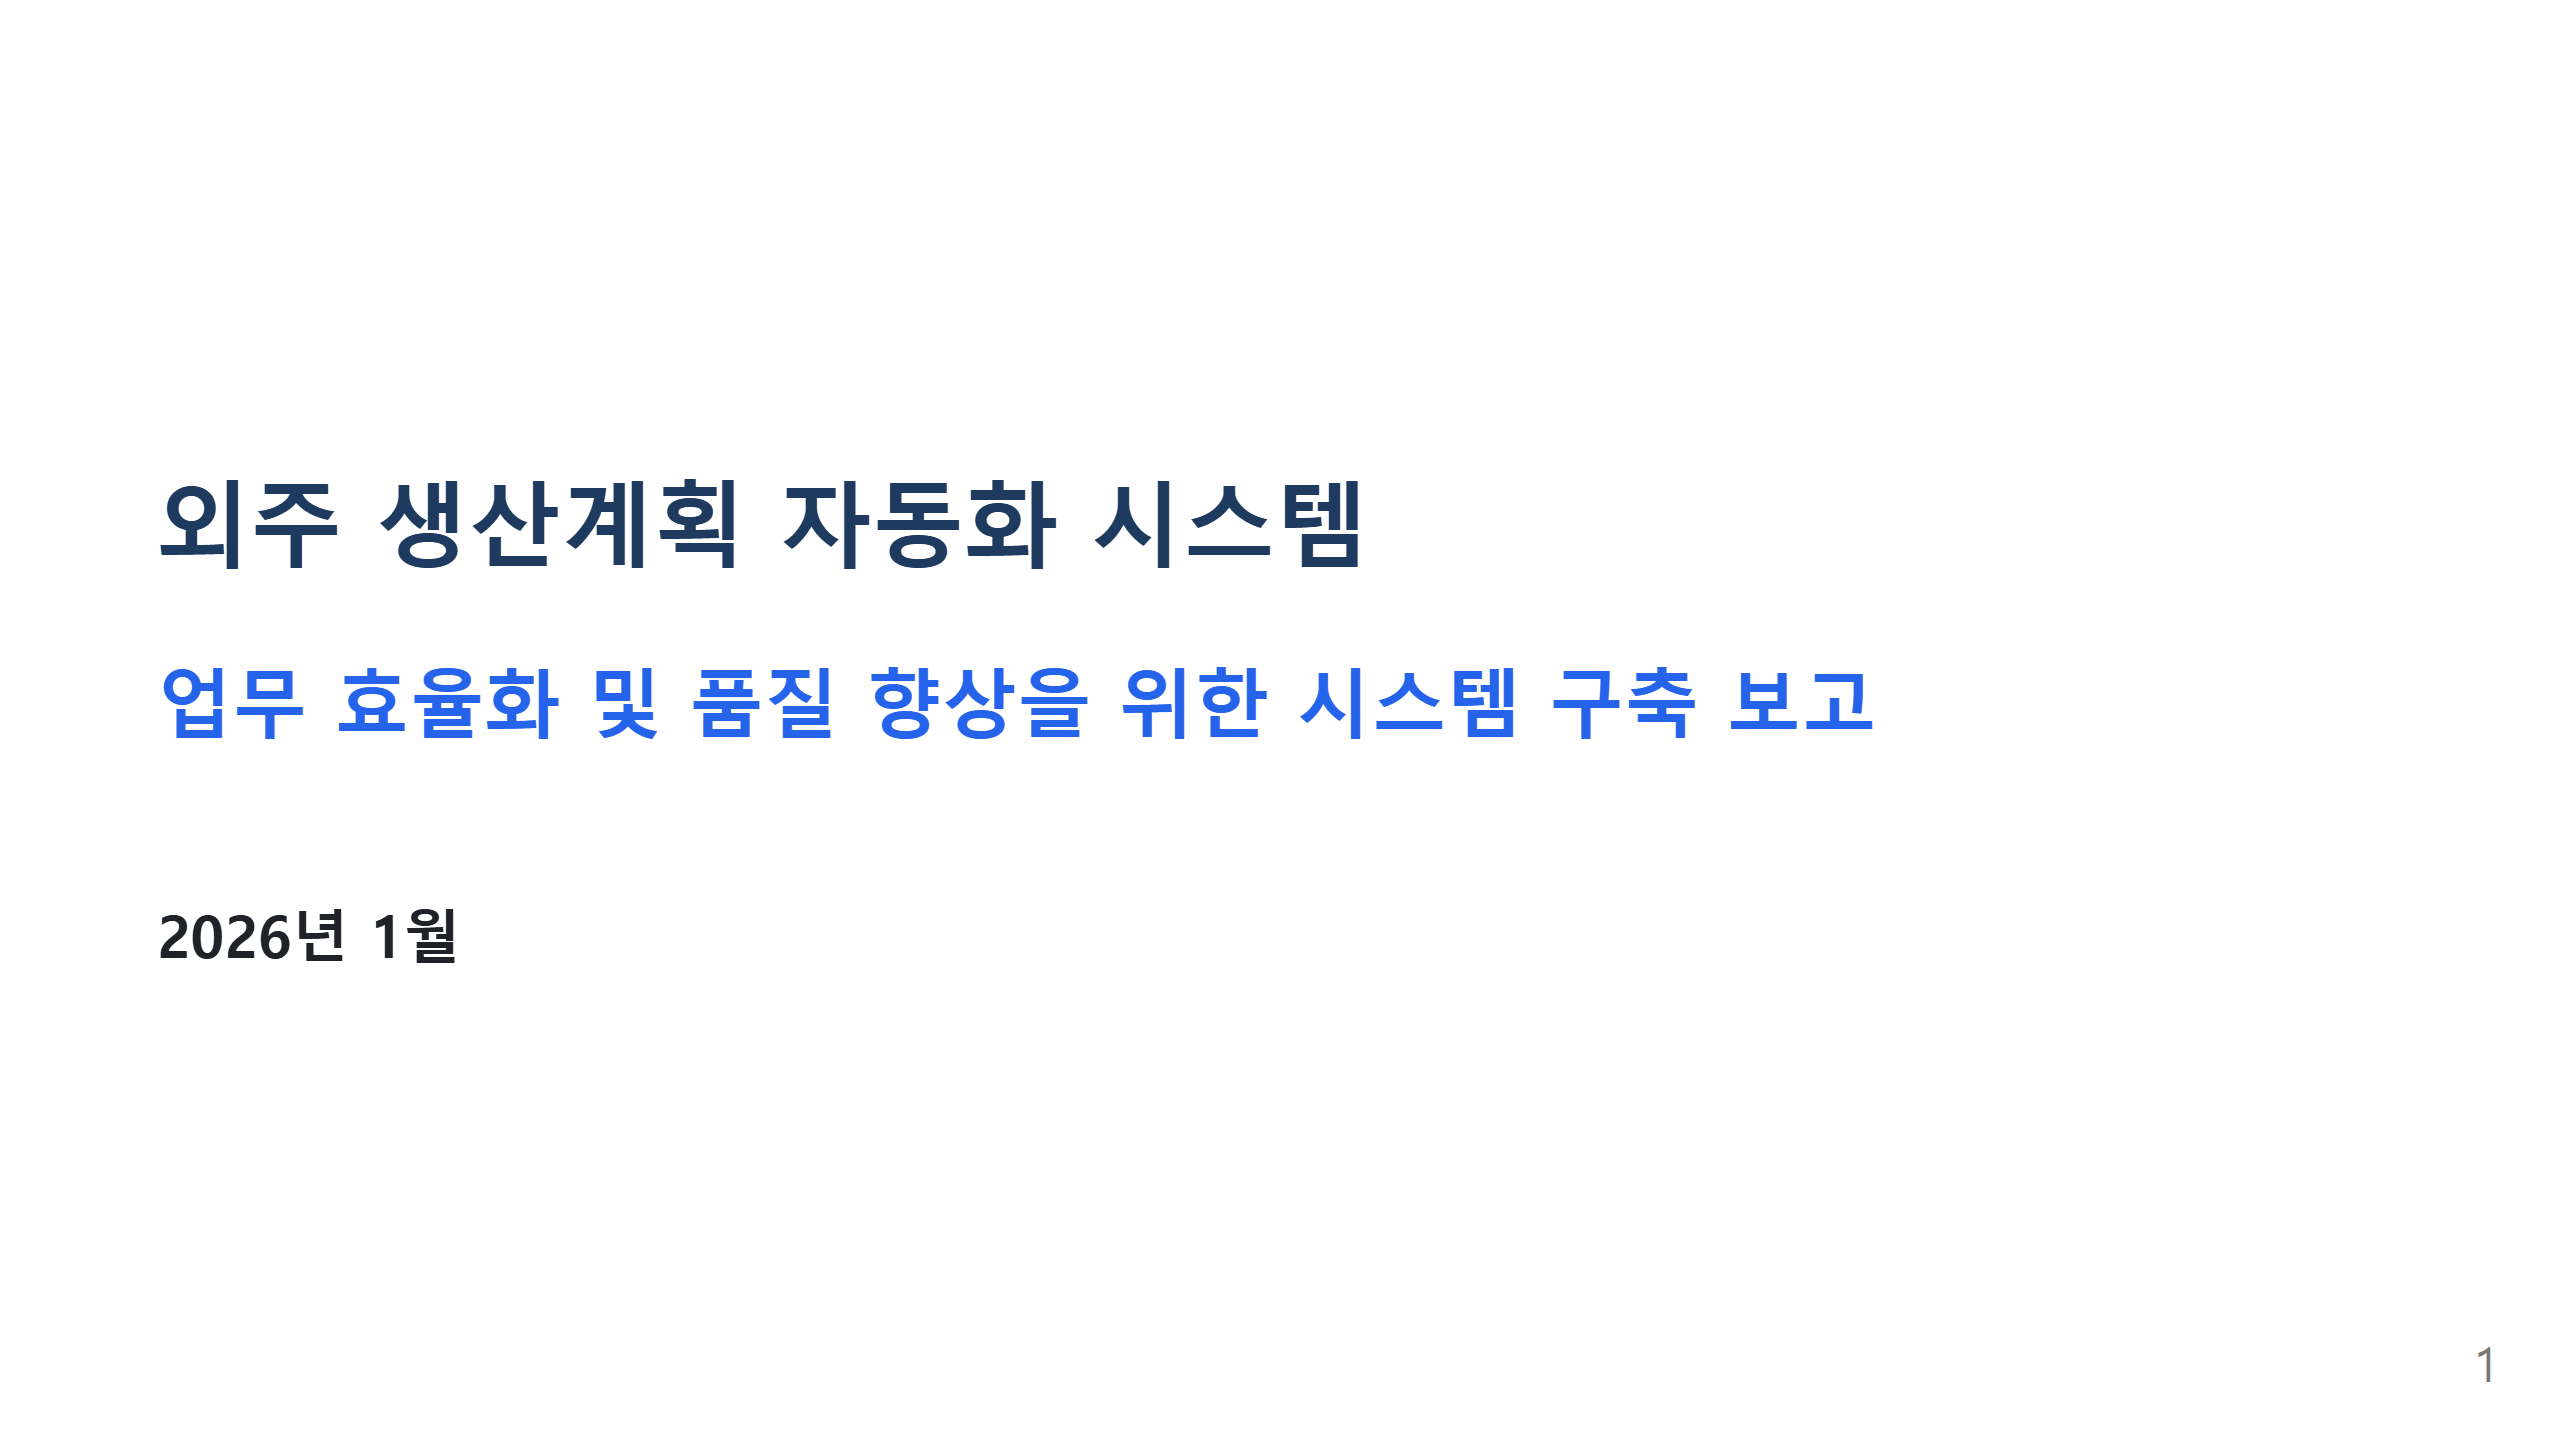 외주 생산계획 자동화 시스템
업무 효율화 및 품질 향상을 위한 시스템 구축 보고
2026년 1월
1